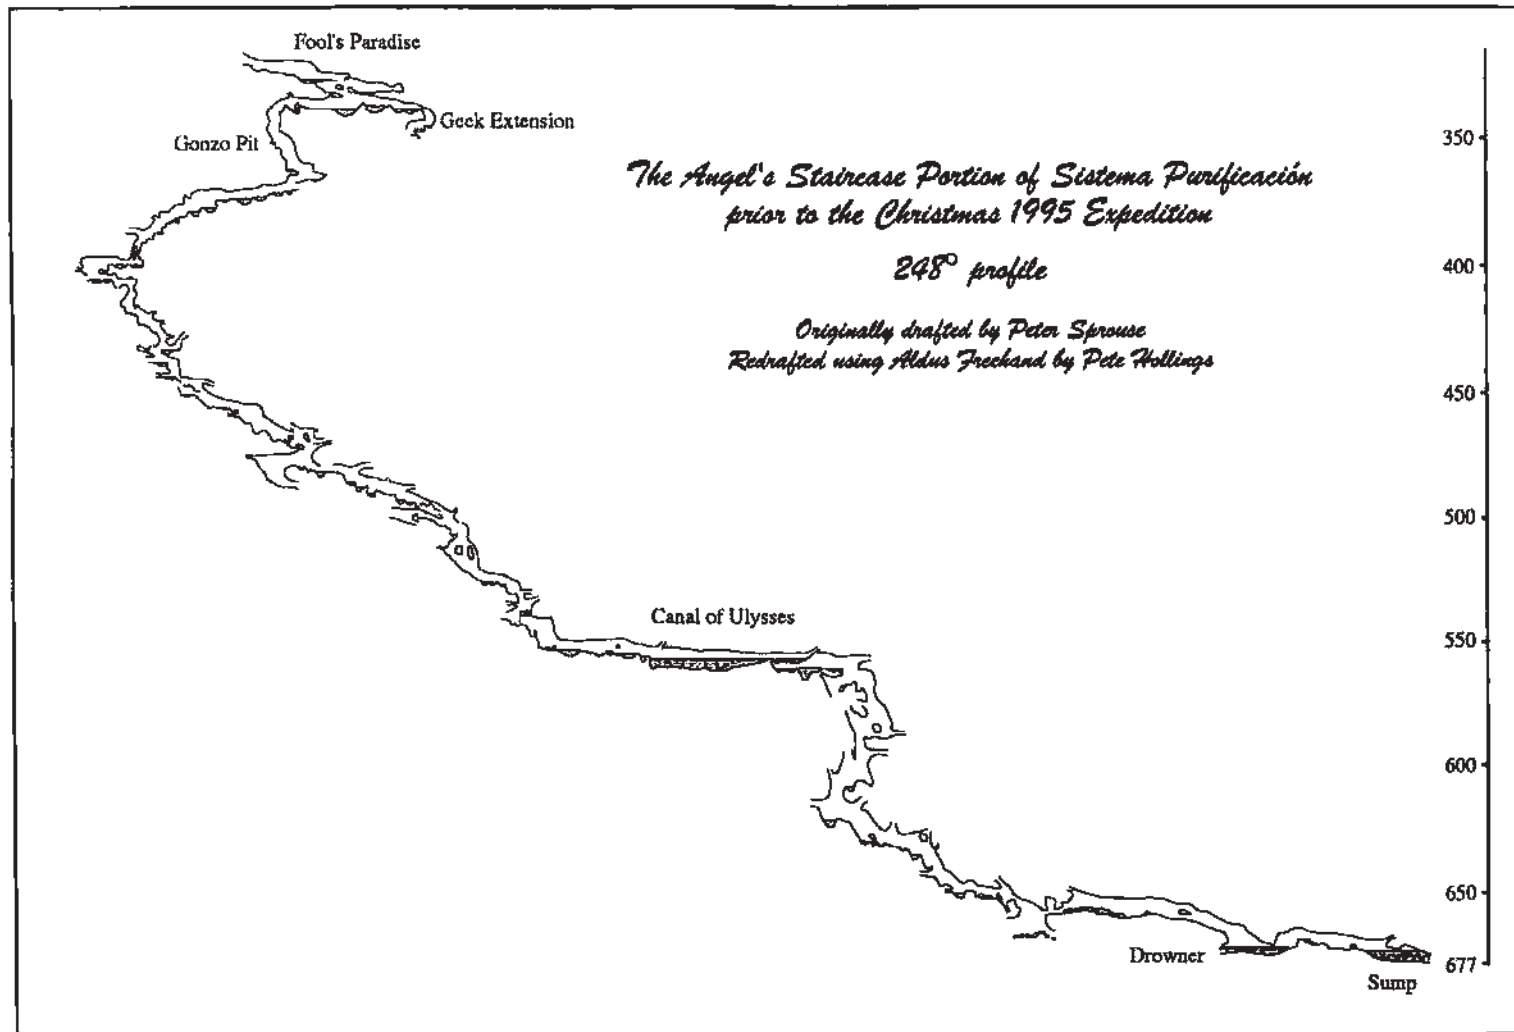 Fool's Paradise
Geek Extension
Gonzo Pit
350
The Angel's Staircase Portion of Sistema Purificación
prior to the Christmas 1995 Expedition
248° profile
400
Originally drafted by Peter Sprouse
Redrafted using Aldus Freehand by Pete Hollings
450
500
Canal of Ulysses
550
600
650
Drowner
677
Sump